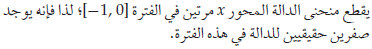 يقطع منحنى الدالة المحور x مرتين في الفترة [−1, 0]؛ لذا فإنه يوجد
صفرين حقيقيين للدالة في هذه الفترة.